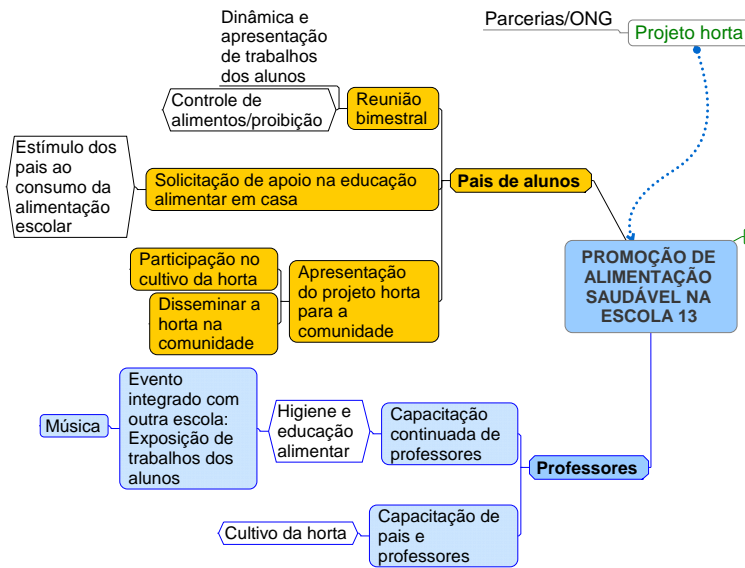 Dinâmica e
apresentação
de trabalhos
dos alunos
Parcerias/ONG
Projeto horta
Controle de
alimentos/proibição
Reunião
bimestral
Estímulo dos
pais ao
consumo da
alimentação
escolar
Solicitação de apoio na educação
alimentar em casa
Pais de alunos
Participação no
cultivo da horta
Disseminar a
horta na
comunidade
Apresentação
do projeto horta
para a
comunidade
PROMOÇÃO DE
ALIMENTAÇÃO
SAUDÁVEL NA
ESCOLA 13
Música
Evento
integrado com
outra escola:
Exposição de
trabalhos dos
alunos
Higiene e
educação
alimentar
Capacitação
continuada de
professores
Professores
Cultivo da horta
Capacitação de
pais e
professores